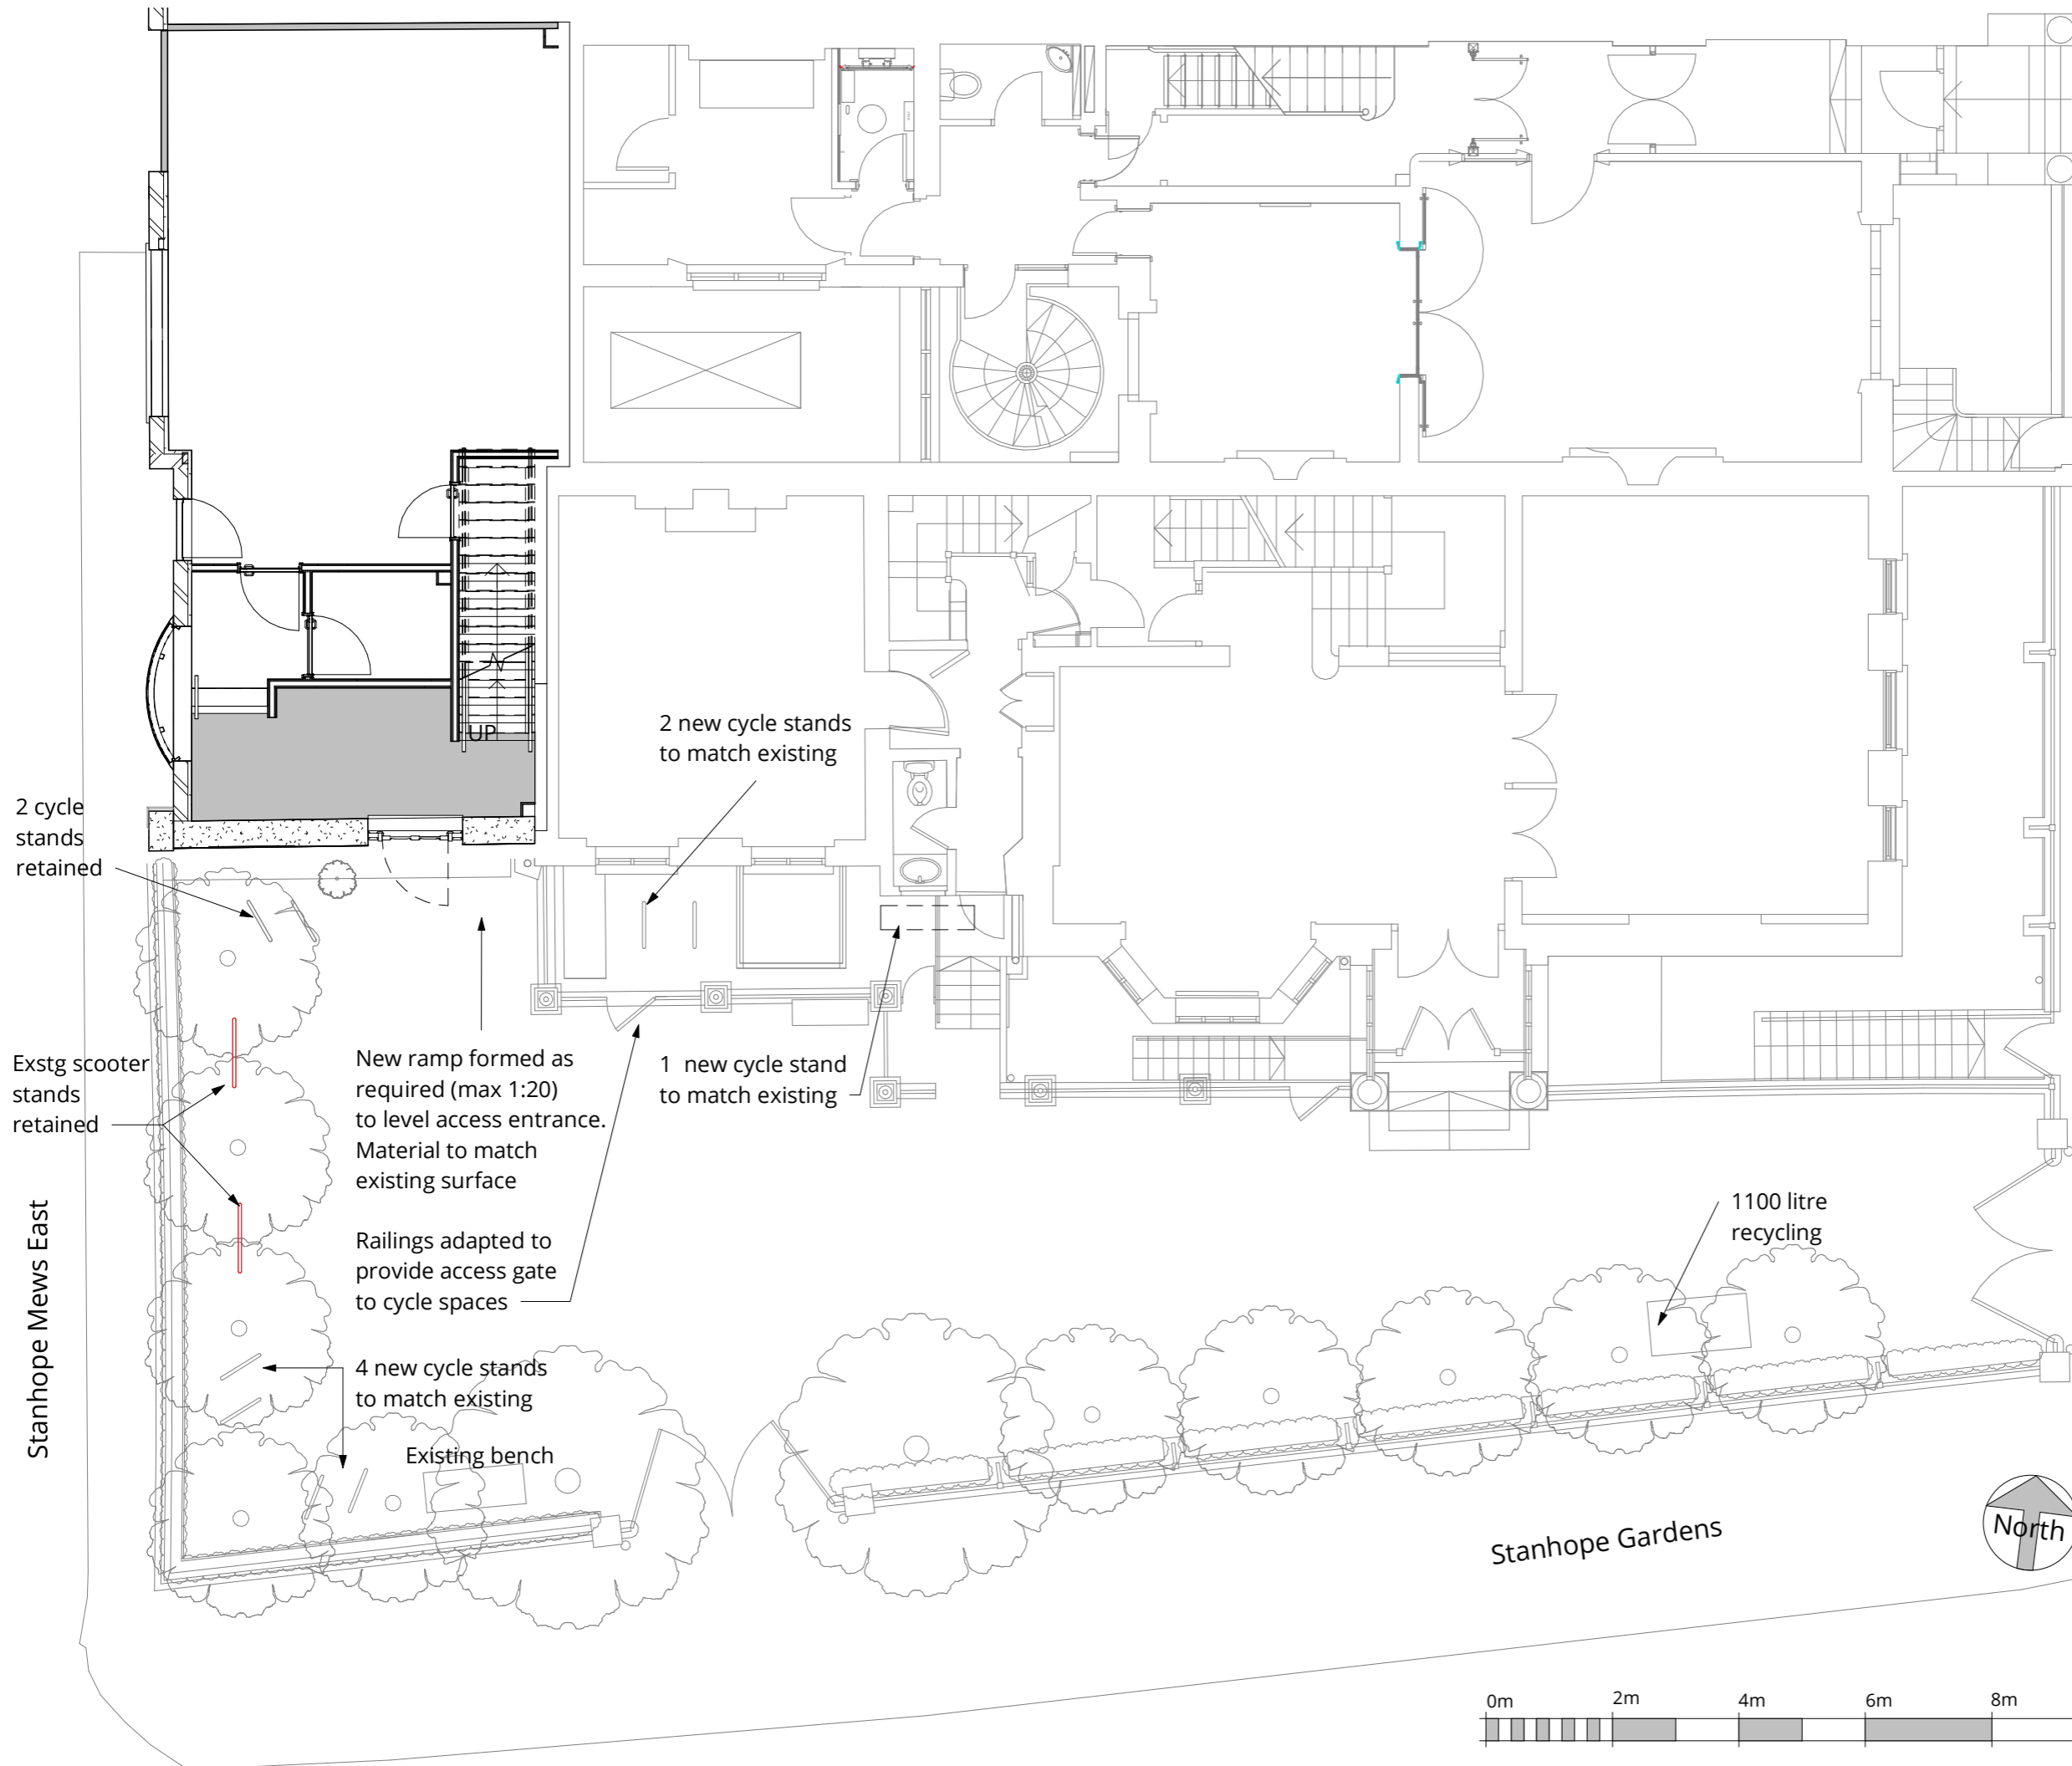 UP
2 new cycle stands
to match existing
2 cycle
stands
retained
Exstg scooter
stands
retained
New ramp formed as
required (max 1:20)
to level access entrance.
Material to match
existing surface
1 new cycle stand
to match existing
Railings adapted to
provide access gate
to cycle spaces
1100 litre
recycling
4 new cycle stands
to match existing
Existing bench
Stanhope Mews East
Stanhope Gardens
North
0m 2m 4m 6m 8m